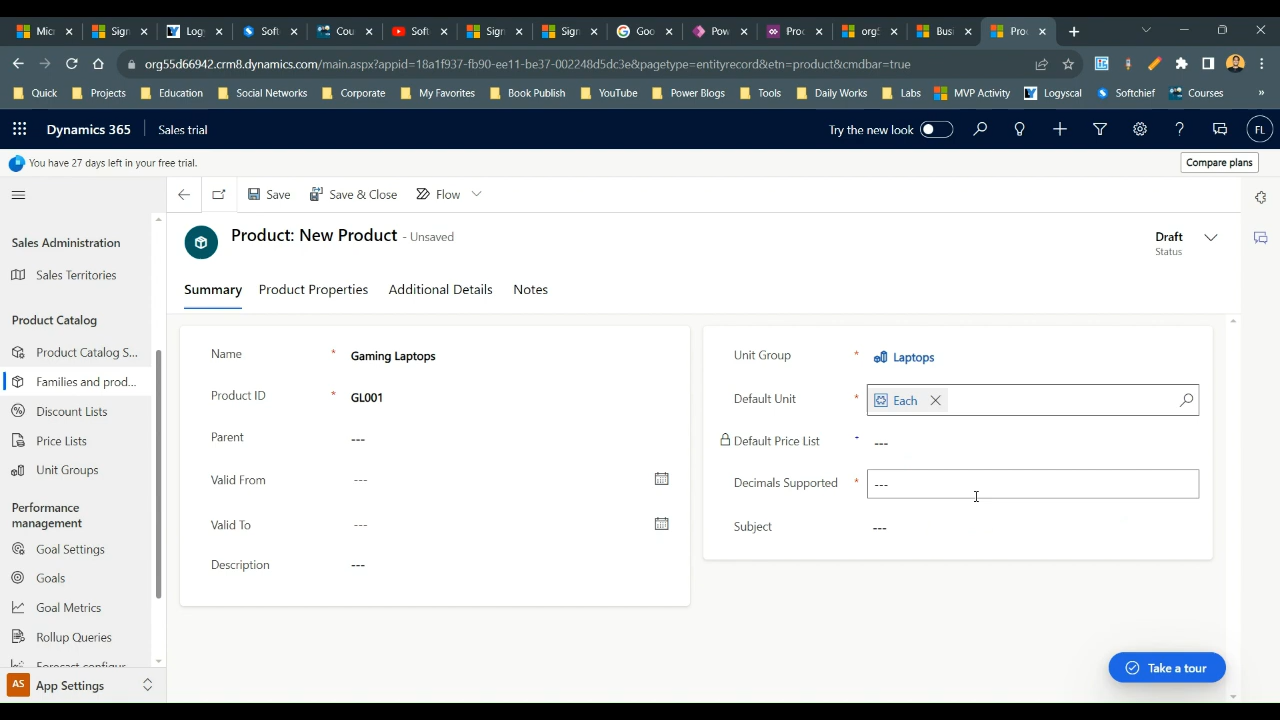 Mic
Sign
Log
Soft
Cou
Soft
Sign
Sign
Goo
Pow
Pro
org
Busi
Pro
org55d66942.crm8.dynamics.com/main.aspx?appid=18a1f937-fb90-ee11-be37-002248d5dc3e&pagetype=entityrecord&etn=product&cmdbar=true
Quick
Projects
Education
Social Networks
Corporate
My Favorites
Book Publish
YouTube
Power Blogs
Tools
Daily Works
Labs
MVP Activity
Logyscal
Softchief
Courses
»
Dynamics 365
Sales trial
Try the new look
FL
You have 27 days left in your free trial.
Compare plans
Save
Save & Close
Flow
Sales Administration
Sales Territories
Product Catalog
Product Catalog S...
Families and prod...
Discount Lists
Price Lists
Unit Groups
Performance
management
Goal Settings
Goals
Goal Metrics
Rollup Queries
Forecast configur
AS App Settings
Product: New Product - Unsaved
Draft
Status
Summary
Product Properties
Additional Details
Notes
Name * Gaming Laptops
Product ID * GL001
Parent ---
Valid From ---
Valid To ---
Description ---
Unit Group * Laptops
Default Unit * Each
Default Price List + ---
Decimals Supported * ---
Subject ---
Take a tour